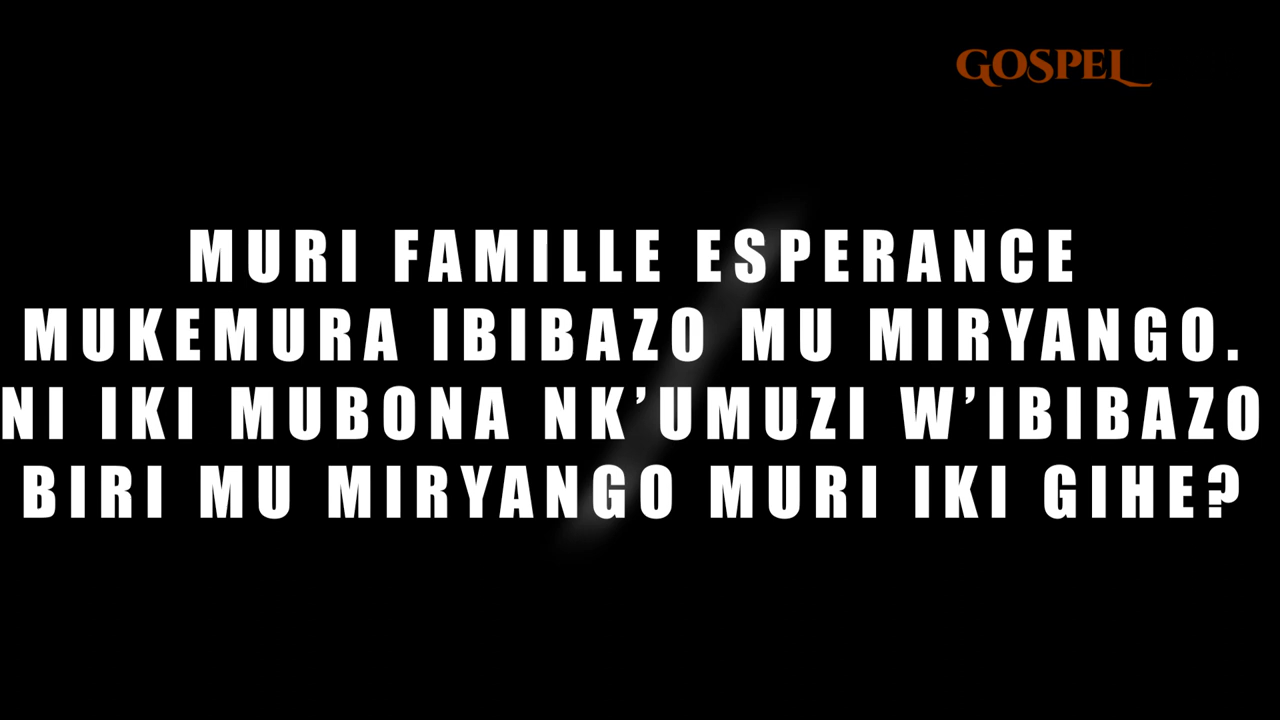 GOSPEL
MURI FAMILLE ESPERANCE
MUKEMURA IBIBAZO MU MIRYANGO.
NI IKI MUBONA NK’UMUZI W’IBIBAZO
BIRI MU MIRYANGO MURI IKI GIHE?